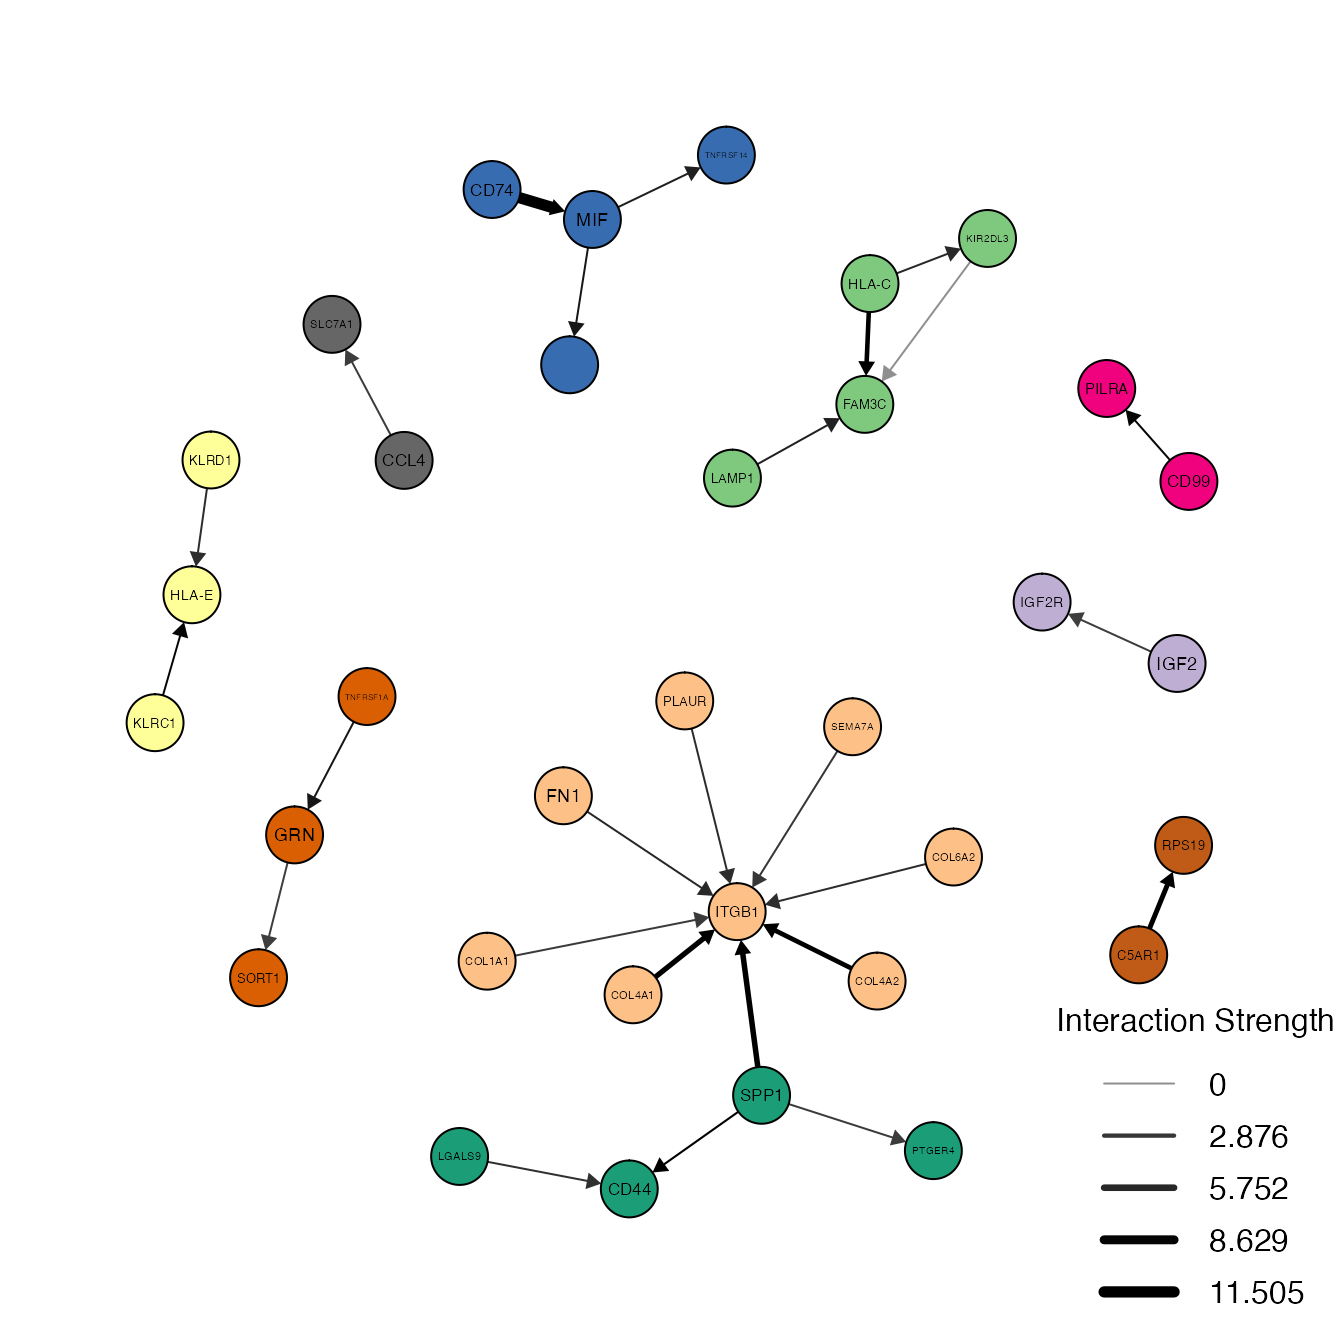 TNFRSF14
CD74
MIF
KIR2DL3
HLA-C
SLC7A1
PILRA
FAM3C
KLRD1
CCL4
LAMP1
CD99
HLA-E
IGF2R
IGF2
TNFRSF1A
PLAUR
KLRC1
SEMA7A
FN1
GRN
RPS19
COL6A2
ITGB1
C5AR1
COL1A1
SORT1
COL4A2
COL4A1
Interaction Strength
0
SPP1
2.876
PTGER4
LGALS9
CD44
5.752
8.629
11.505